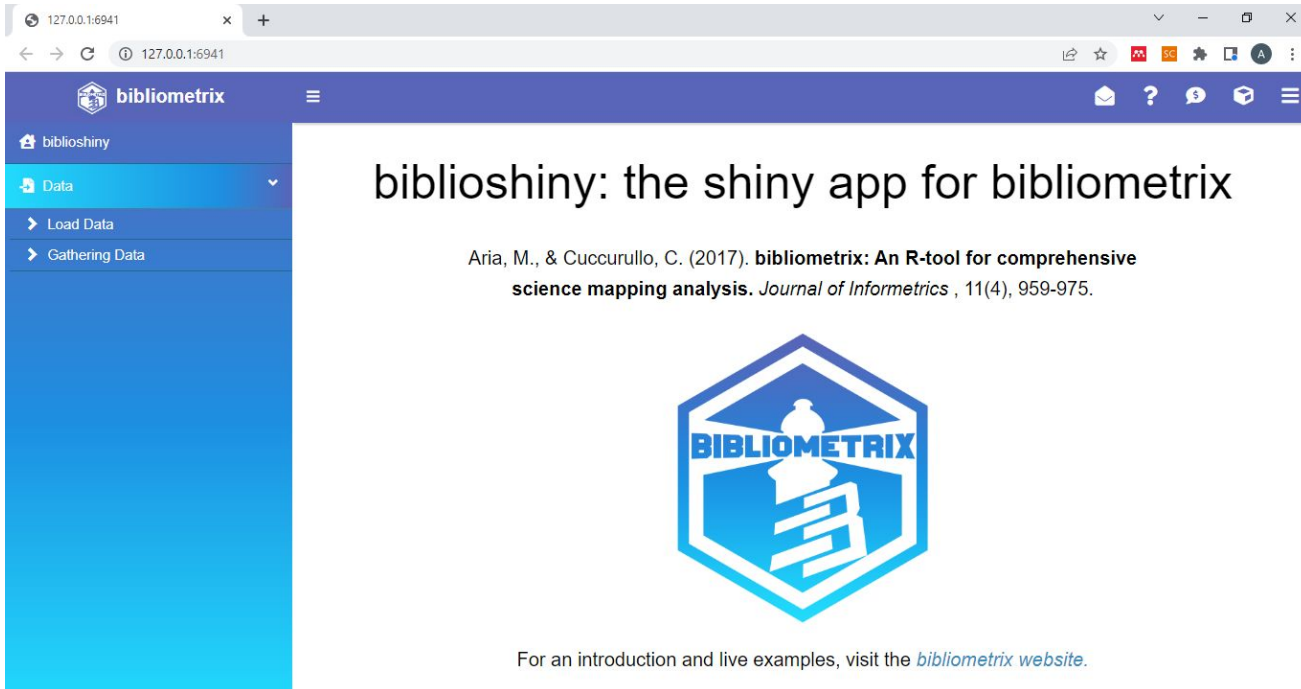 127.0.0.1:6941
127.0.0.1:6941
SC
A
bibliometrix
biblioshiny
Data
Load Data
Gathering Data
biblioshiny: the shiny app for bibliometrix
Aria, M., & Cuccurullo, C. (2017). bibliometrix: An R-tool for comprehensive
science mapping analysis. Journal of Informetrics , 11(4), 959-975.
BIBLIOMETRIX
For an introduction and live examples, visit the bibliometrix website.